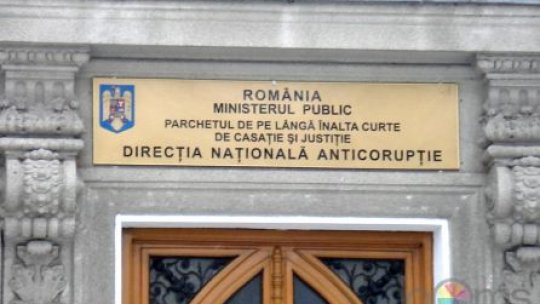 ROMÂNIA
MINISTERUL PUBLIC
PARCHETUL DE PE LÂNGĂ ÎNALTA CURTE
DE CASAȚIE ȘI JUSTIȚIE
DIRECȚIA NAȚIONALĂ ANTICORUPȚIE